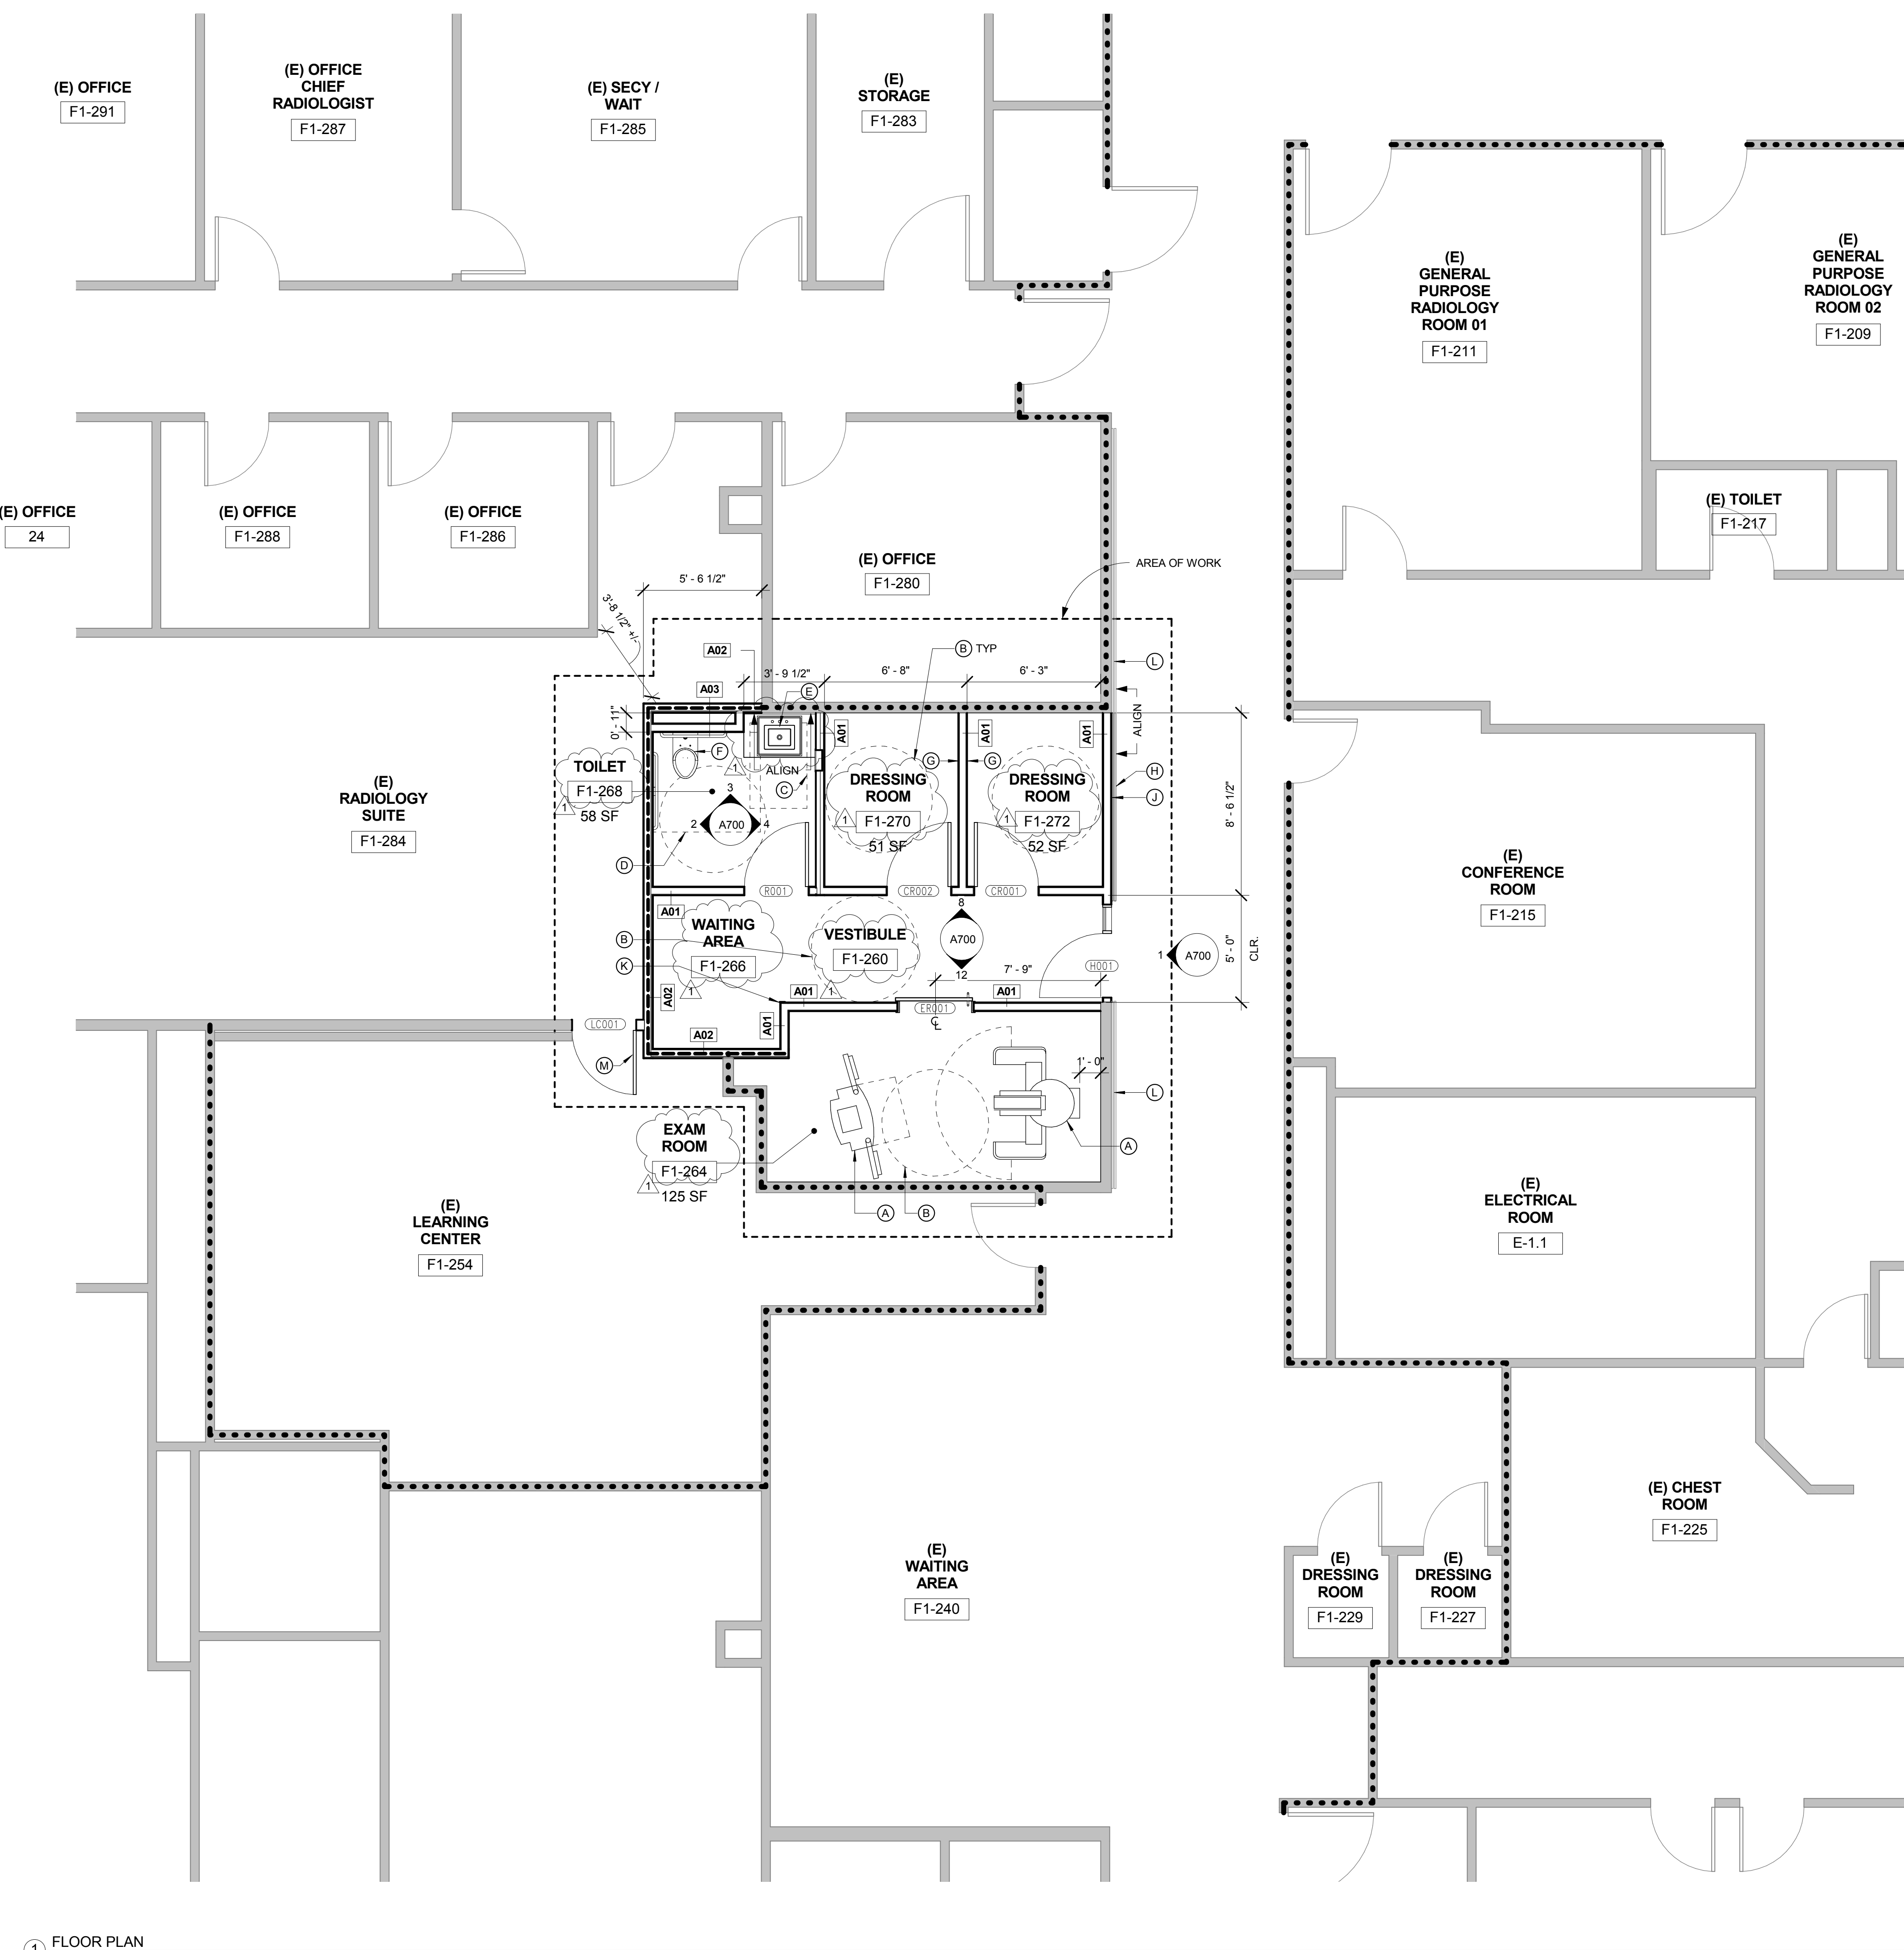 (E) OFFICE
F1-291
(E) OFFICE
CHIEF
RADIOLOGIST
F1-287
(E) SECY /
WAIT
F1-285
(E)
STORAGE
F1-283
(E)
GENERAL
PURPOSE
RADIOLOGY
ROOM 01
F1-211
(E)
GENERAL
PURPOSE
RADIOLOGY
ROOM 02
F1-209
(E) OFFICE
24
(E) OFFICE
F1-288
(E) OFFICE
F1-286
(E) OFFICE
F1-280
(E) TOILET
F1-217
AREA OF WORK
5' - 6 1/2"
3'-8 1/2" +/-
A02
B TYP
3' - 9 1/2"
6' - 8"
6' - 3"
L
A03
E
0' - 11"
A01
A01
A01
ALIGN
F
G
G
H
J
TOILET
F1-268
1
58 SF
1
ALIGN
C
3
2
A700
4
D
DRESSING
ROOM
1
F1-270
51 SF
DRESSING
ROOM
1
F1-272
52 SF
8' - 6 1/2"
(E)
RADIOLOGY
SUITE
F1-284
R001
CR002
CR001
A01
WAITING
AREA
F1-266
1
B
K
VESTIBULE
F1-260
1
8
A700
12
7' - 9"
H001
1
A700
5' - 0"
CLR.
A02
A01
A01
ER001
CL
A01
A02
LC001
M
1' - 0"
L
A
EXAM
ROOM
F1-264
1
125 SF
A
B
(E)
CONFERENCE
ROOM
F1-215
(E)
ELECTRICAL
ROOM
E-1.1
(E)
LEARNING
CENTER
F1-254
(E) CHEST
ROOM
F1-225
(E)
WAITING
AREA
F1-240
(E)
DRESSING
ROOM
F1-229
(E)
DRESSING
ROOM
F1-227
1
FLOOR PLAN